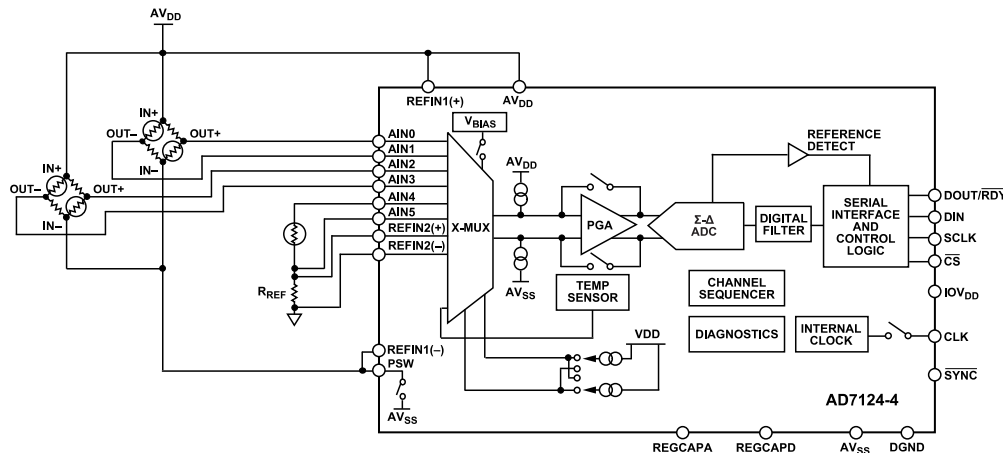 AVDD
REFIN1(+)
AVDD
IN+
OUT–
OUT+
IN–
IN+
OUT–
OUT+
IN–
AIN0
AIN1
AIN2
AIN3
AIN4
AIN5
REFIN2(+)
REFIN2(–)
RREF
REFIN1(–)
PSW
AVSS
VBIAS
X-MUX
AVDD
AVSS
PGA
TEMP
SENSOR
VDD
Σ-Δ
ADC
REFERENCE
DETECT
DIGITAL
FILTER
SERIAL
INTERFACE
AND
CONTROL
LOGIC
CHANNEL
SEQUENCER
DIAGNOSTICS
INTERNAL
CLOCK
DOUT/RDY
DIN
SCLK
CS
IOVDD
CLK
SYNC
AD7124-4
REGCAPA
REGCAPD
AVSS
DGND